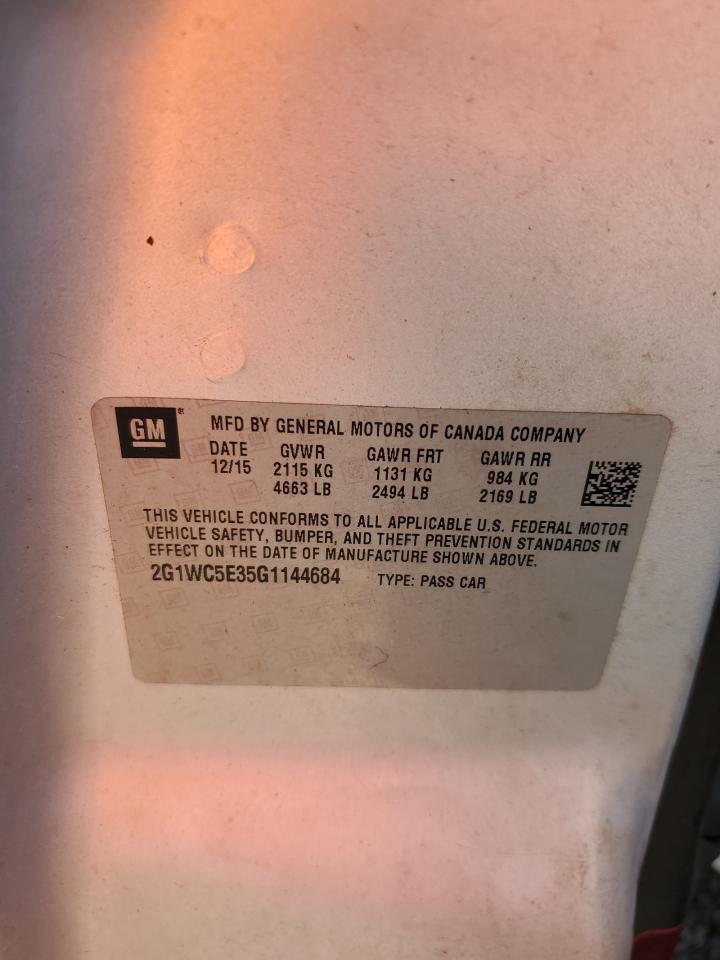 GM®
MFD BY GENERAL MOTORS OF CANADA COMPANY
DATE GVWR GAWR FRT GAWR RR
12/15 2115 KG 1131 KG 984 KG
4663 LB 2494 LB 2169 LB
THIS VEHICLE CONFORMS TO ALL APPLICABLE U.S. FEDERAL MOTOR
VEHICLE SAFETY, BUMPER, AND THEFT PREVENTION STANDARDS IN
EFFECT ON THE DATE OF MANUFACTURE SHOWN ABOVE.
2G1WC5E35G1144684 TYPE: PASS CAR